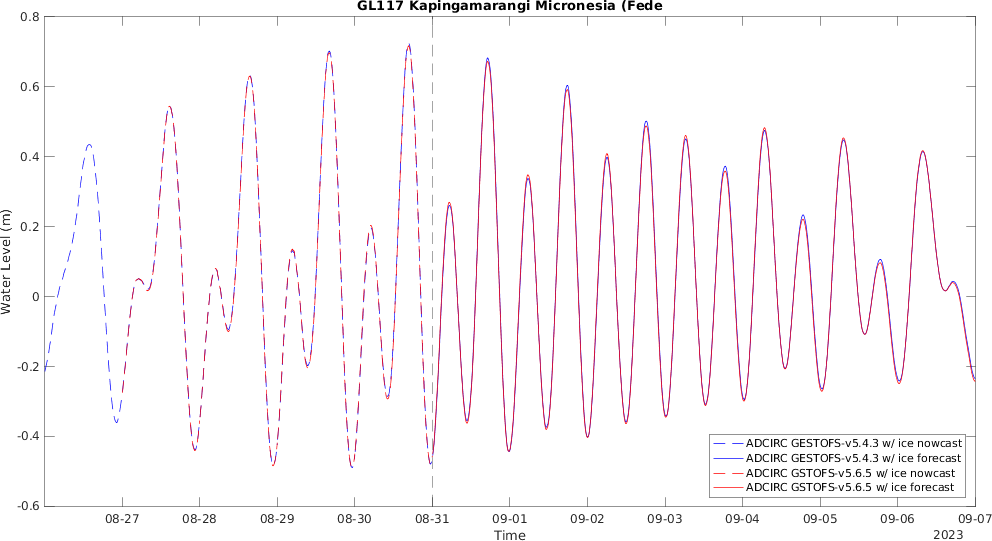 GL117 Kapingamarangi Micronesia (Fede
0.8
0.6
0.4
0.2
0
-0.2
-0.4
-0.6
Water Level (m)
ADCIRC GESTOFS-v5.4.3 w/ ice nowcast
ADCIRC GESTOFS-v5.4.3 w/ ice forecast
ADCIRC GSTOFS-v5.6.5 w/ ice nowcast
ADCIRC GSTOFS-v5.6.5 w/ ice forecast
08-27 08-28 08-29 08-30 08-31 09-01 09-02 09-03 09-04 09-05 09-06 09-07
Time
2023